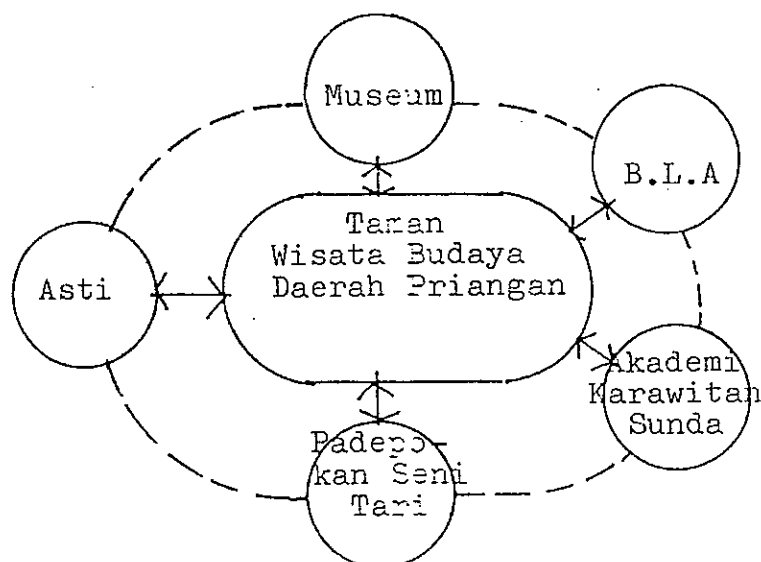 Museum
B.L.A
Taman
Wisata Budaya
Daerah Priangan
Asti
Akademi
Karawitan
Sunda
Padepo-
kan Seni
Tari